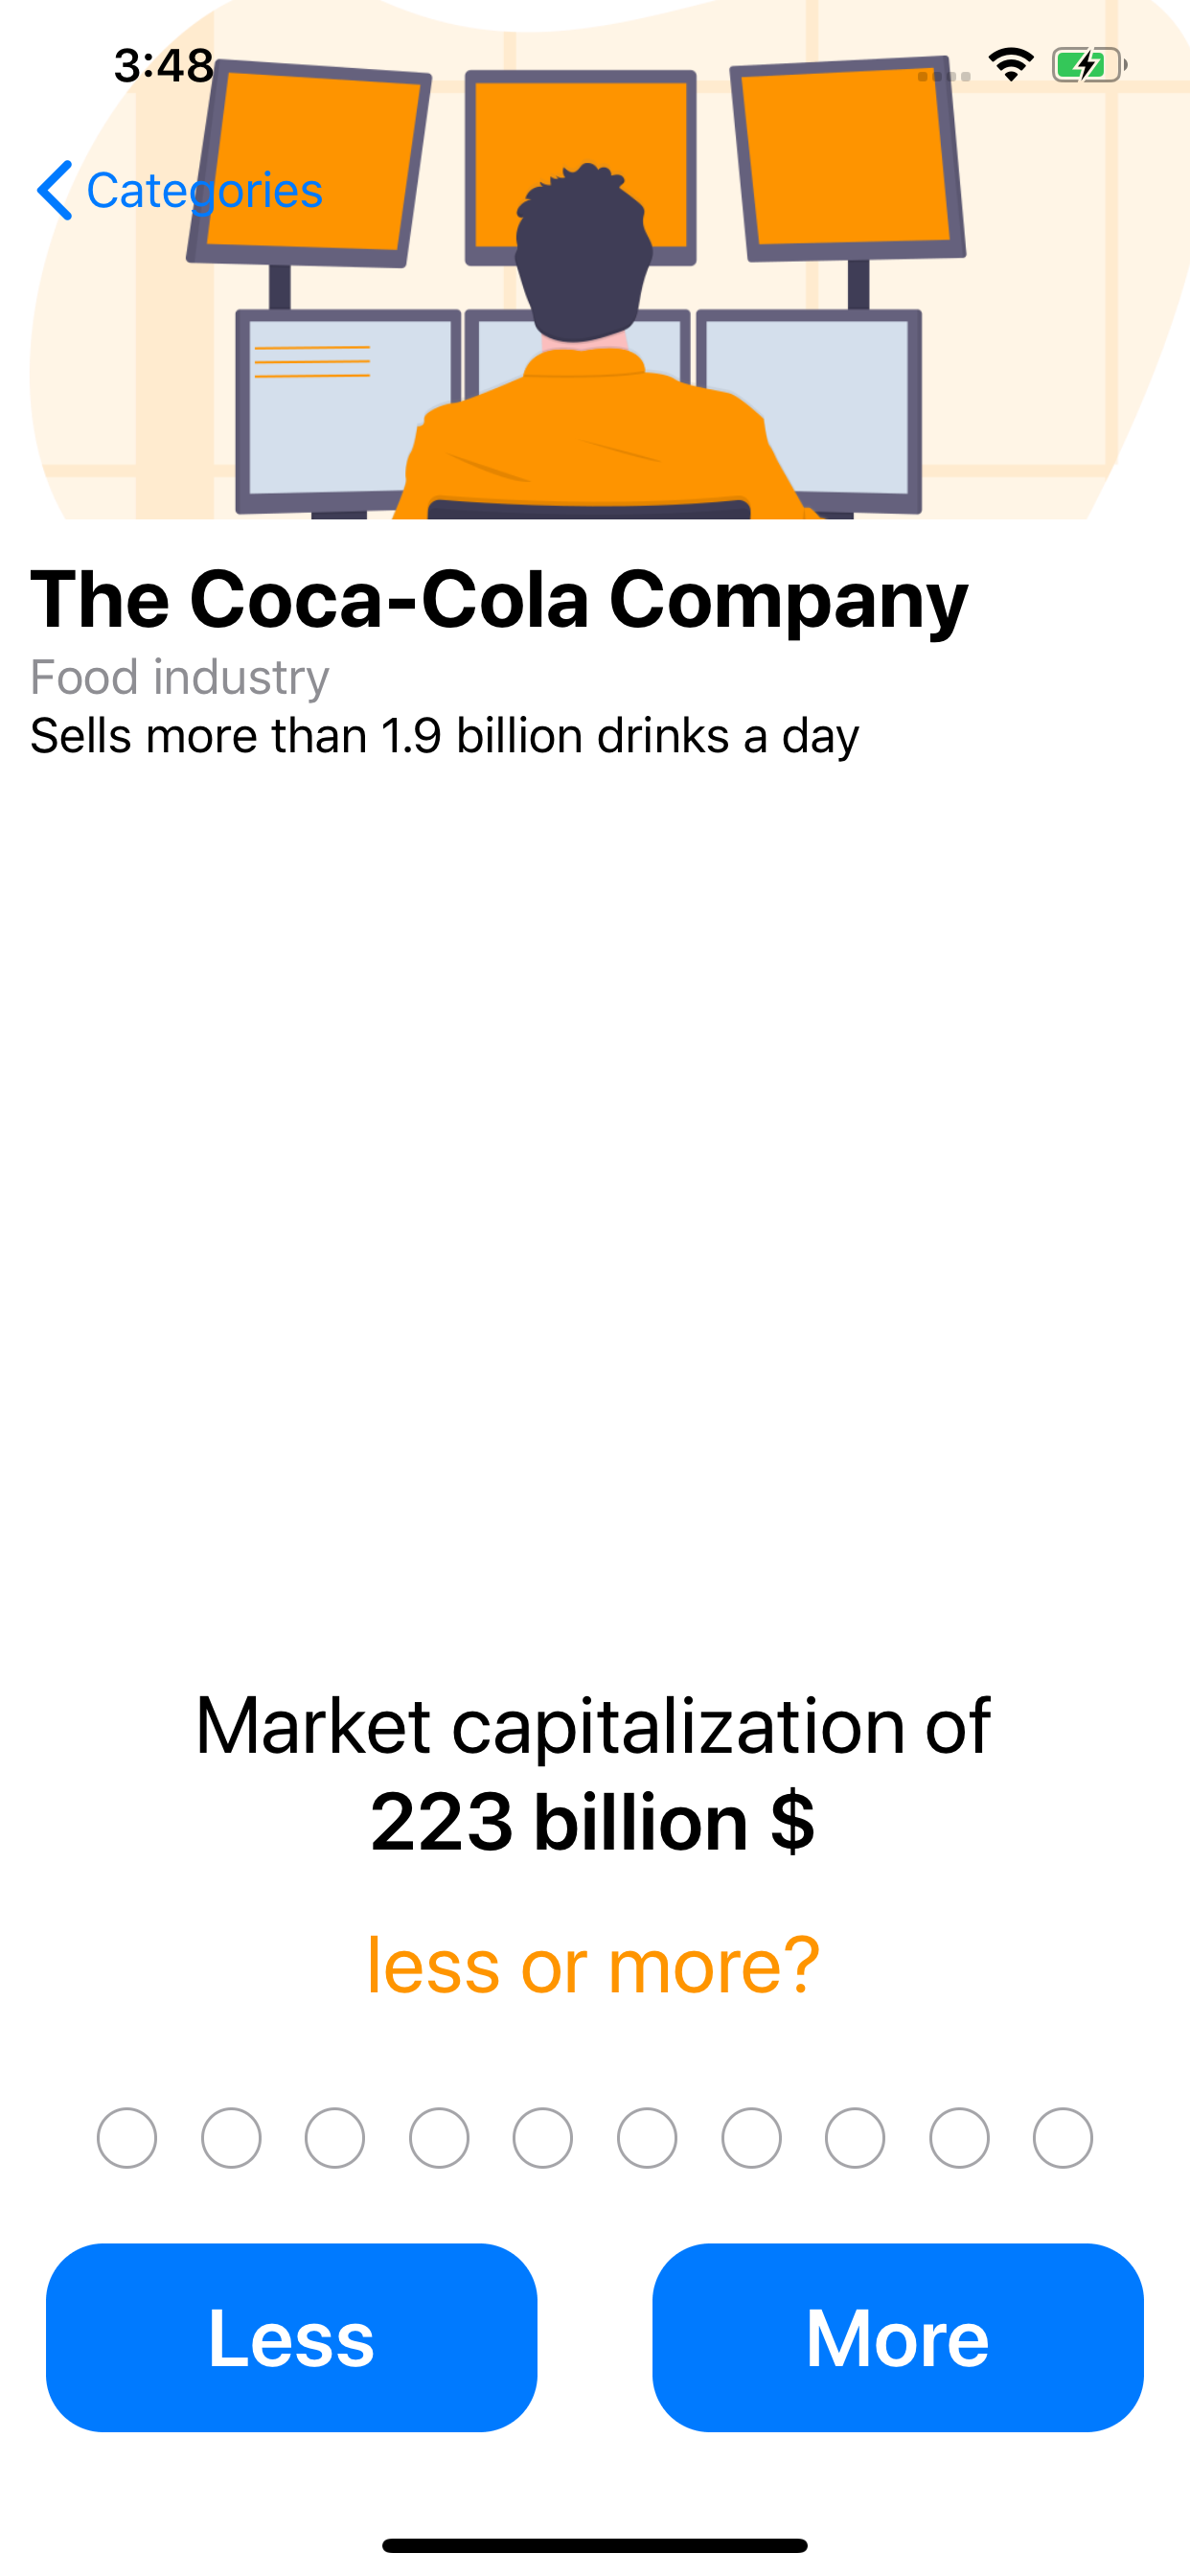 3:48
Categories
The Coca-Cola Company
Food industry
Sells more than 1.9 billion drinks a day
Market capitalization of
223 billion $
less or more?
Less
More